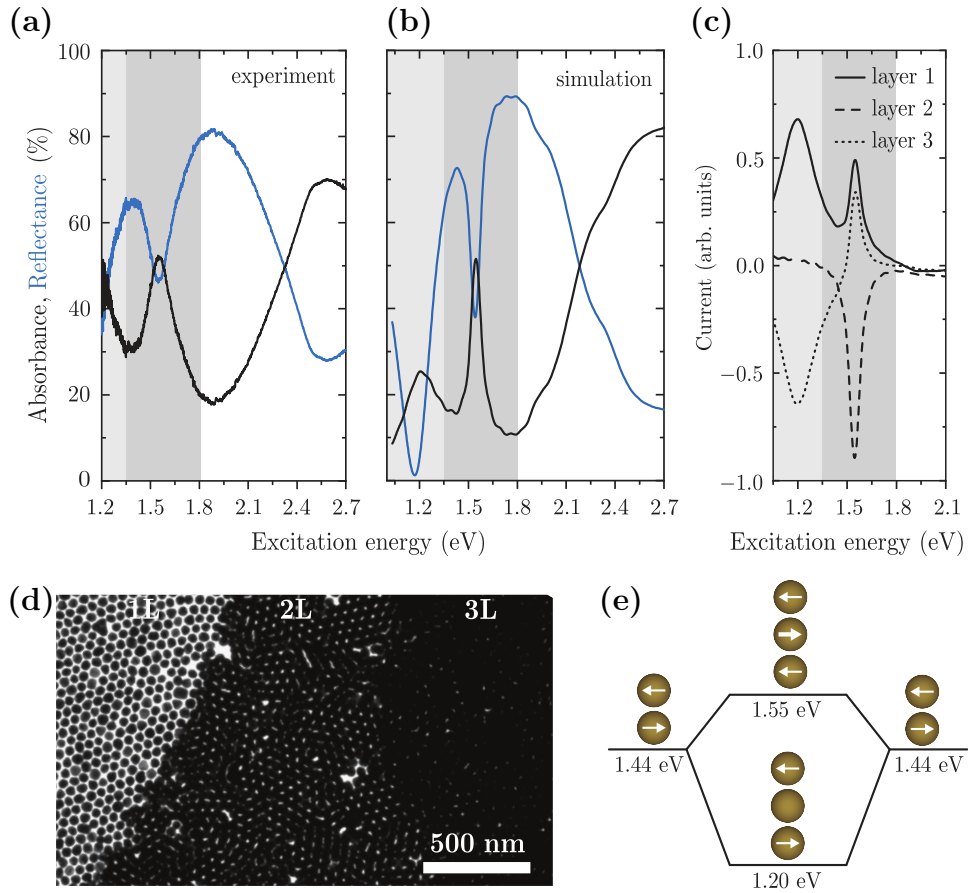 (a)
(b)
(c)
experiment
simulation
layer 1
layer 2
layer 3
Absorbance, Reflectance (%)
100
80
60
40
20
0
1.2 1.5 1.8 2.1 2.4 2.7
1.2 1.5 1.8 2.1 2.4 2.7
Excitation energy (eV)
Current (arb. units)
1.0
0.5
0.0
−0.5
−1.0
1.2 1.5 1.8 2.1
Excitation energy (eV)
(d)
1L 2L 3L
500 nm
(e)
1.55 eV
1.44 eV
1.44 eV
1.20 eV